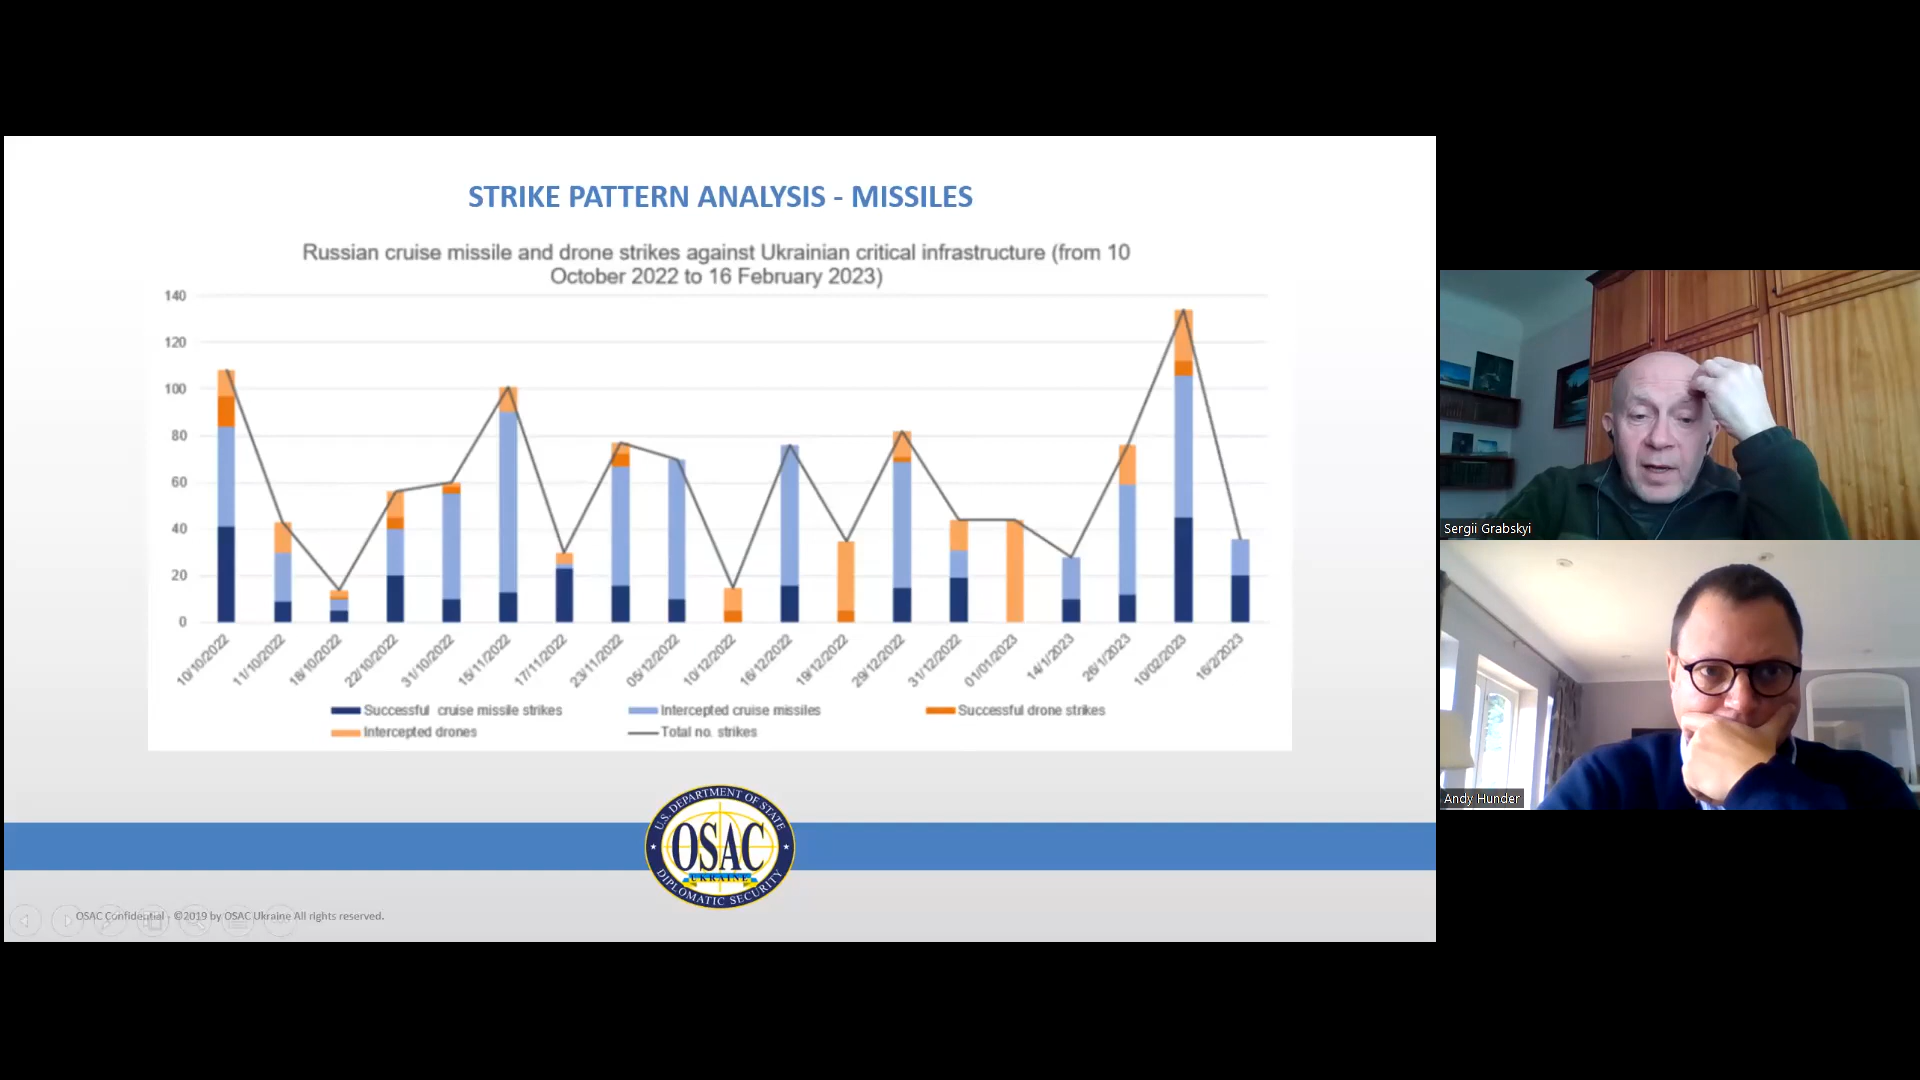 STRIKE PATTERN ANALYSIS - MISSILES
Russian cruise missile and drone strikes against Ukrainian critical infrastructure (from 10
October 2022 to 16 February 2023)
140
120
100
80
60
40
20
0
10/10/2022
11/10/2022
18/10/2022
22/10/2022
31/10/2022
15/11/2022
17/11/2022
23/11/2022
05/12/2022
10/12/2022
16/12/2022
19/12/2022
29/12/2022
31/12/2022
01/01/2023
14/1/2023
26/1/2023
10/02/2023
16/2/2023
Successful cruise missile strikes
Intercepted cruise missiles
Successful drone strikes
Intercepted drones
Total no. strikes
U.S. DEPARTMENT OF STATE
OSAC
UKRAINE
DIPLOMATIC SECURITY
OSAC Confidential - ©2019 by OSAC Ukraine All rights reserved.
Sergii Grabskyi
Andy Hunder